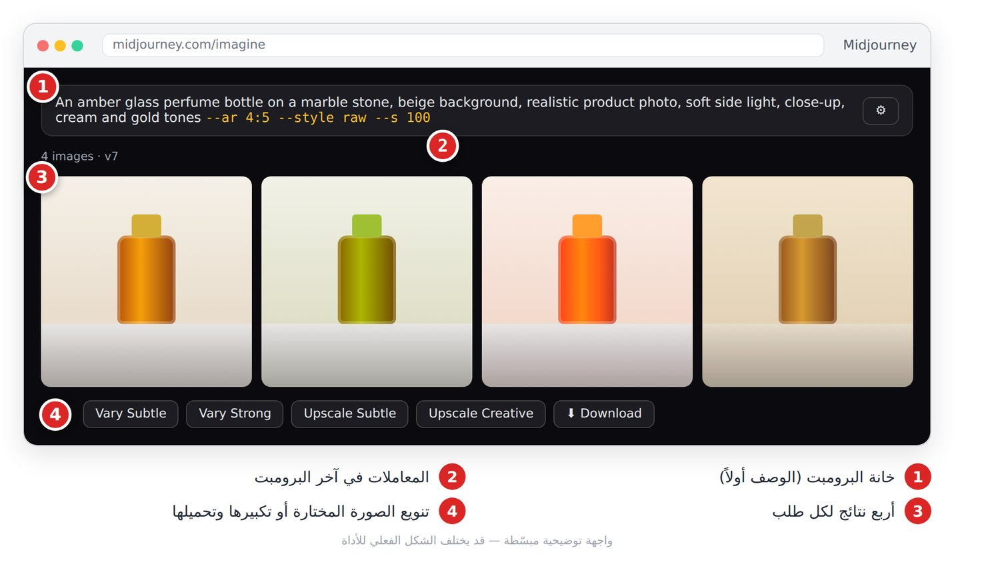 midjourney.com/imagine
Midjourney
1
An amber glass perfume bottle on a marble stone, beige background, realistic product photo, soft side light, close-up,
cream and gold tones --ar 4:5 --style raw --s 100
⚙
2
4 images · v7
3
4
Vary Subtle
Vary Strong
Upscale Subtle
Upscale Creative
⬇ Download
1 خانة البرومبت (الوصف أولاً)
2 المعاملات في آخر البرومبت
3 أربع نتائج لكل طلب
4 تنويع الصورة المختارة أو تكبيرها وتحميلها
واجهة توضيحية مبسّطة — قد يختلف الشكل الفعلي للأداة